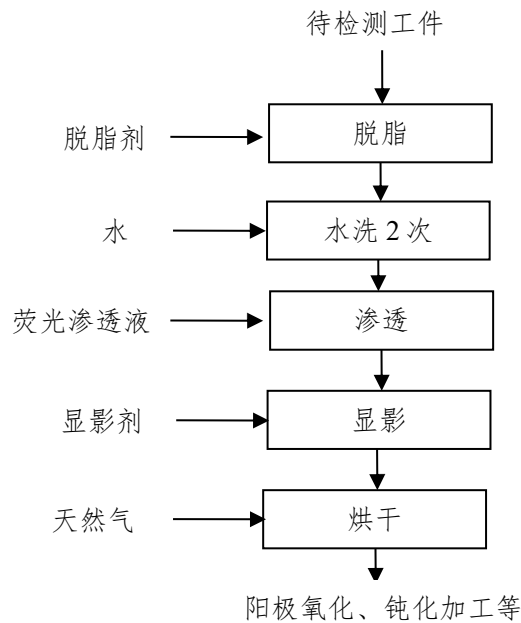 待检测工件
脱脂剂
脱脂
水
水洗 2 次
荧光渗透液
渗透
显影剂
显影
天然气
烘干
阳极氧化、钝化加工等